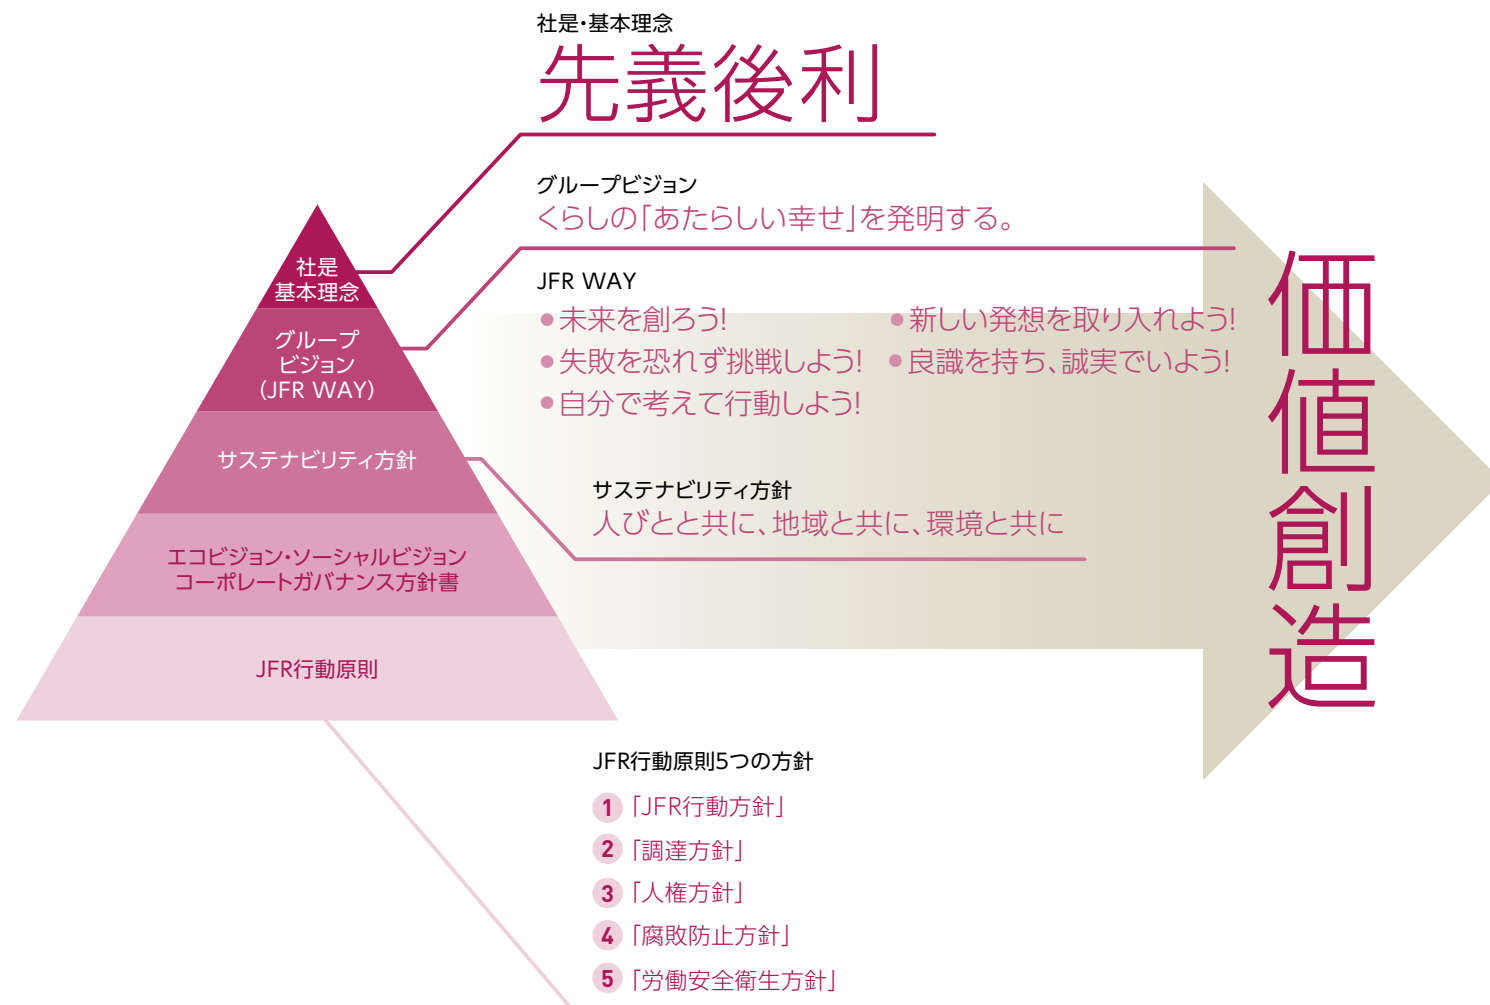 社是・基本理念
先義後利
グループビジョン
くらしの「あたらしい幸せ」を発明する。
JFR WAY
●未来を創ろう!
●新しい発想を取り入れよう!
●失敗を恐れず挑戦しよう!
●良識を持ち、誠実でいよう!
●自分で考えて行動しよう!
サステナビリティ方針
人びとと共に、地域と共に、環境と共に
価値創造
社是
基本理念
グループ
ビジョン
(JFR WAY)
サステナビリティ方針
エコビジョン・ソーシャルビジョン
コーポレートガバナンス方針書
JFR行動原則
JFR行動原則5つの方針
1 「JFR行動方針」
2 「調達方針」
3 「人権方針」
4 「腐敗防止方針」
5 「労働安全衛生方針」